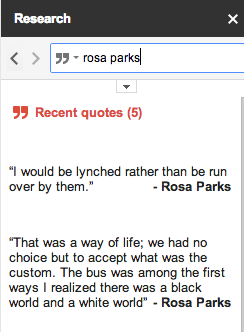 Research
rosa parks
Recent quotes (5)
“I would be lynched rather than be run
over by them.” - Rosa Parks
“That was a way of life; we had no
choice but to accept what was the
custom. The bus was among the first
ways I realized there was a black
world and a white world” - Rosa Parks